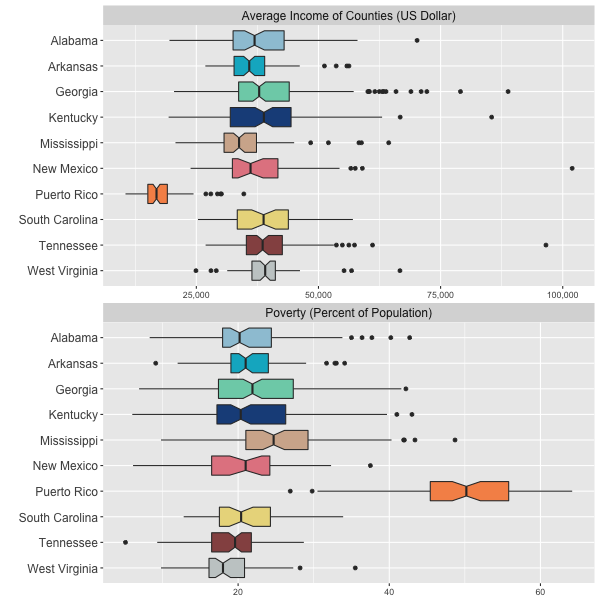 Average Income of Counties (US Dollar)
Alabama
Arkansas
Georgia
Kentucky
Mississippi
New Mexico
Puerto Rico
South Carolina
Tennessee
West Virginia
25,000 50,000 75,000 100,000
Poverty (Percent of Population)
Alabama
Arkansas
Georgia
Kentucky
Mississippi
New Mexico
Puerto Rico
South Carolina
Tennessee
West Virginia
20 40 60